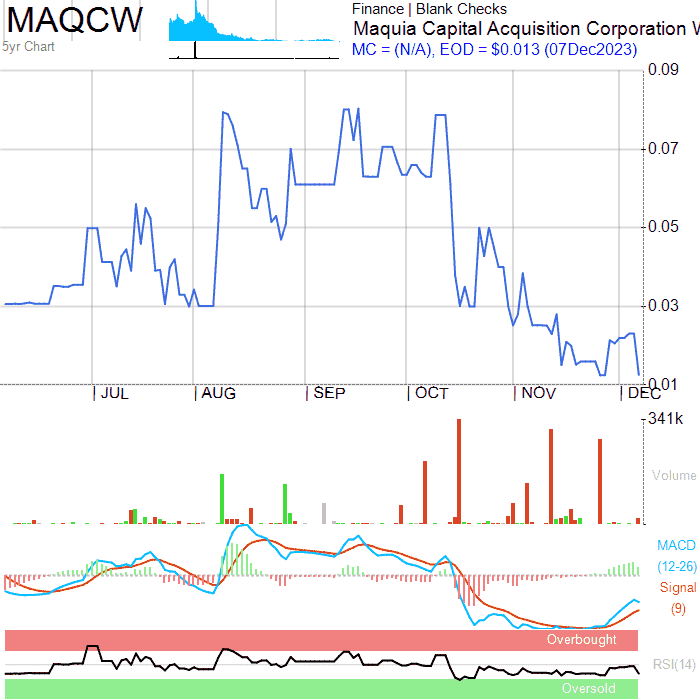 MAQCW
5yr Chart
Finance | Blank Checks
Maquia Capital Acquisition Corporation W
MC = (N/A), EOD = $0.013 (07Dec2023)
0.09
0.07
0.05
0.03
0.01
JUL AUG SEP OCT NOV DEC
341k
Volume
MACD
(12-26)
Signal
(9)
Overbought
RSI(14)
Oversold